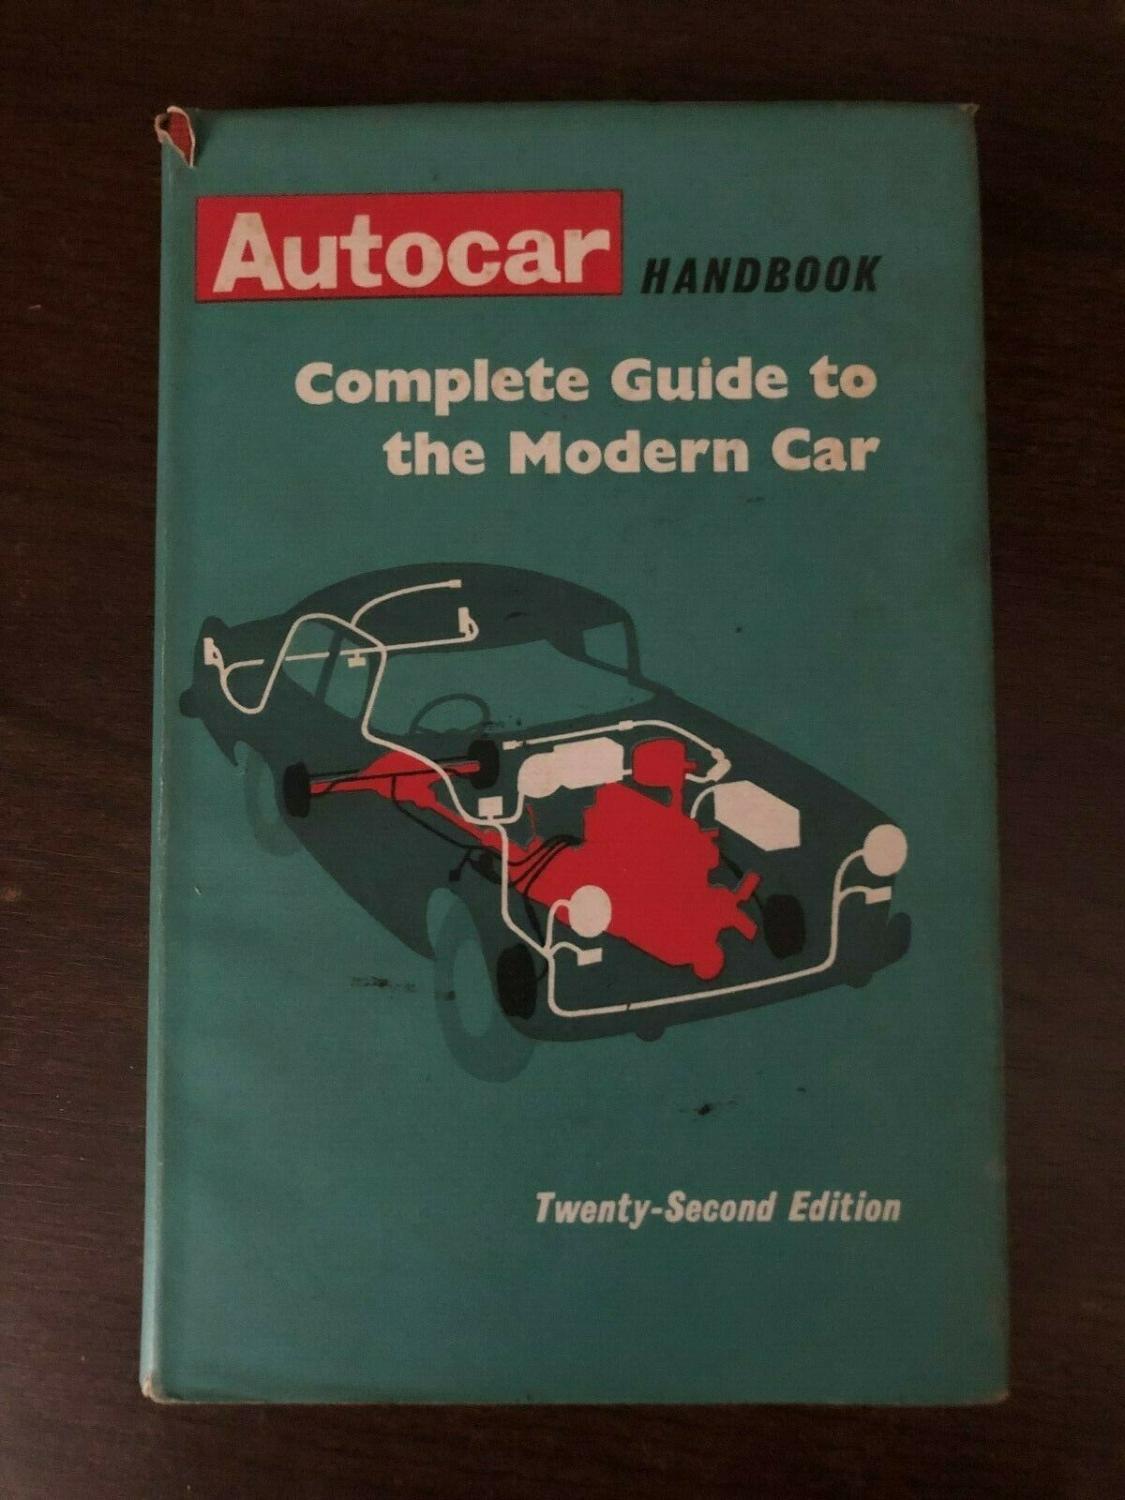 Autocar HANDBOOK
Complete Guide to
the Modern Car
Twenty-Second Edition